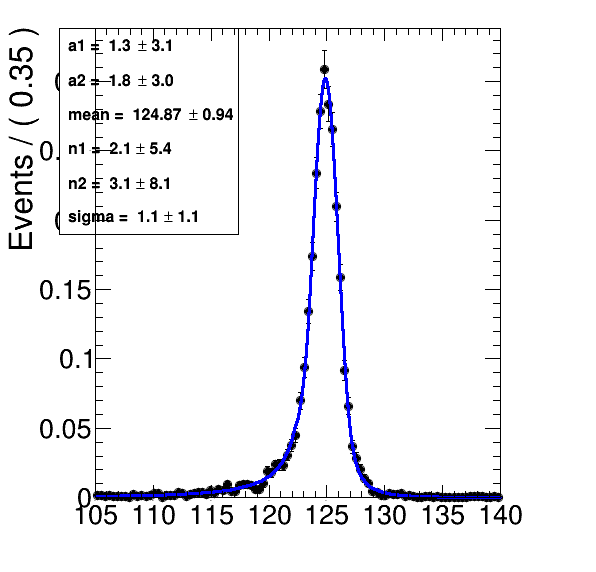 Events / ( 0.35 )
a1 = 1.3 ± 3.1
a2 = 1.8 ± 3.0
mean = 124.87 ± 0.94
n1 = 2.1 ± 5.4
n2 = 3.1 ± 8.1
sigma = 1.1 ± 1.1
0.15
0.1
0.05
0
105 110 115 120 125 130 135 140